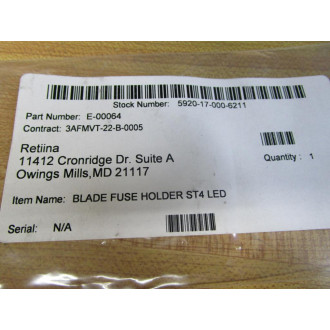 Stock Number: 5920-17-000-6211
Part Number: E-00064
Contract: 3AFMVT-22-B-0005
Retiina
11412 Cronridge Dr. Suite A
Owings Mills,MD 21117
Quantity : 1
Item Name: BLADE FUSE HOLDER ST4 LED
Serial: N/A